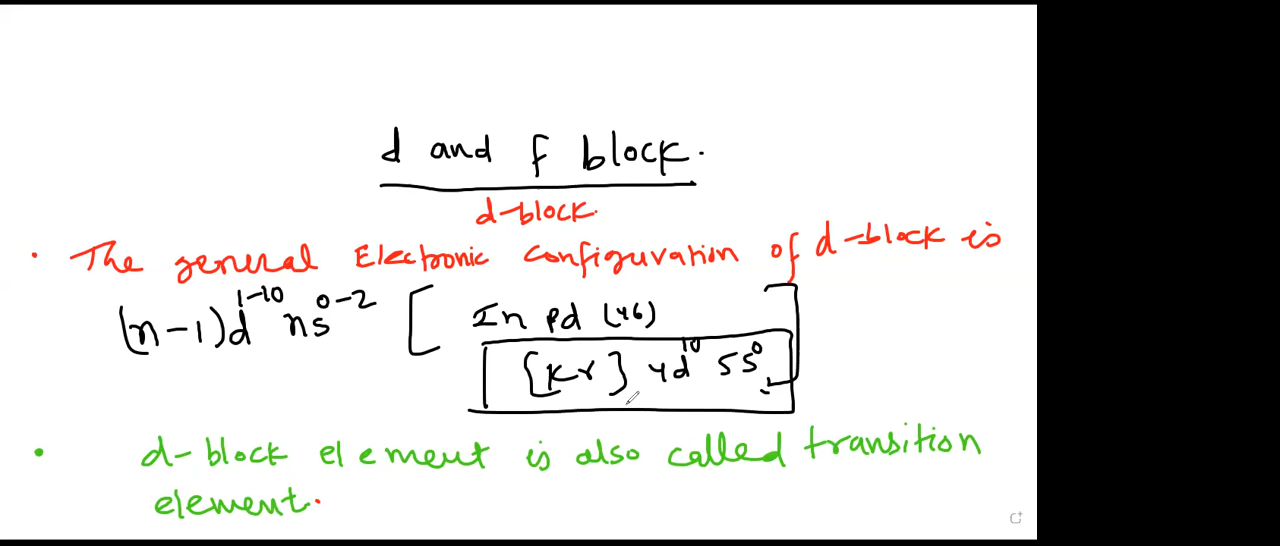 d and f block.
d-block.
. The general Electronic configuration of d-block is
(n-1)d¹⁻¹⁰ ns⁰⁻² [ In pd (46)
{Kr} 4d¹⁰ 5s⁰. ]
• d-block element is also called transition
element.